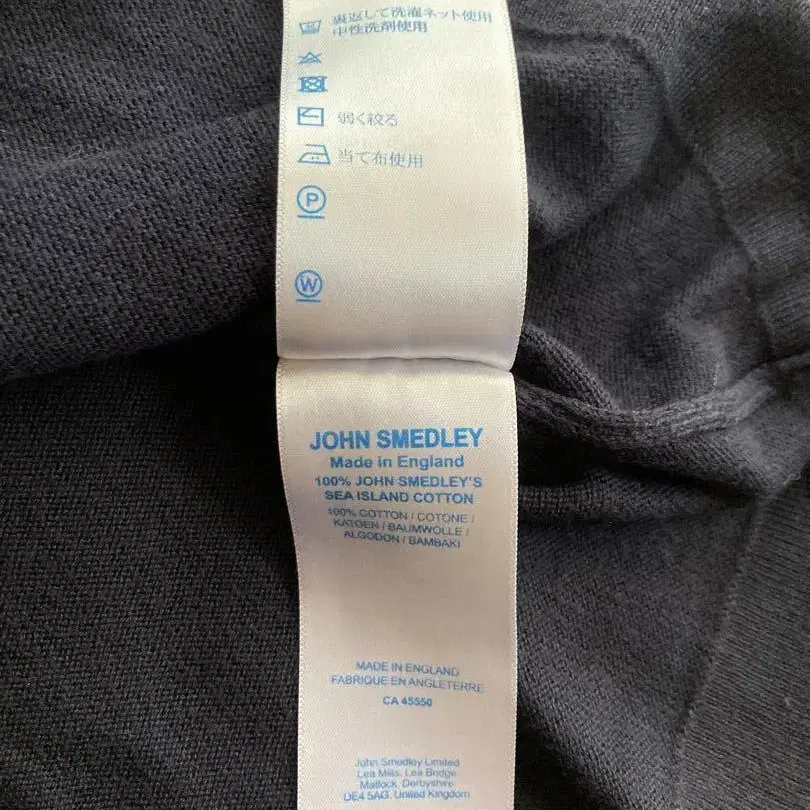 裏返して洗濯ネット使用
中性洗剤使用
弱く絞る
当て布使用
P
W
JOHN SMEDLEY
Made in England
100% JOHN SMEDLEY'S
SEA ISLAND COTTON
100% COTTON / COTONE /
KATOEN / BAUMWOLLE /
ALGODON / BAMBAKI
MADE IN ENGLAND
FABRIQUE EN ANGLETERRE
CA 45550
John Smedley Limited
Lea Mills, Lea Bridge
Matlock, Derbyshire
DE4 5AG, United Kingdom